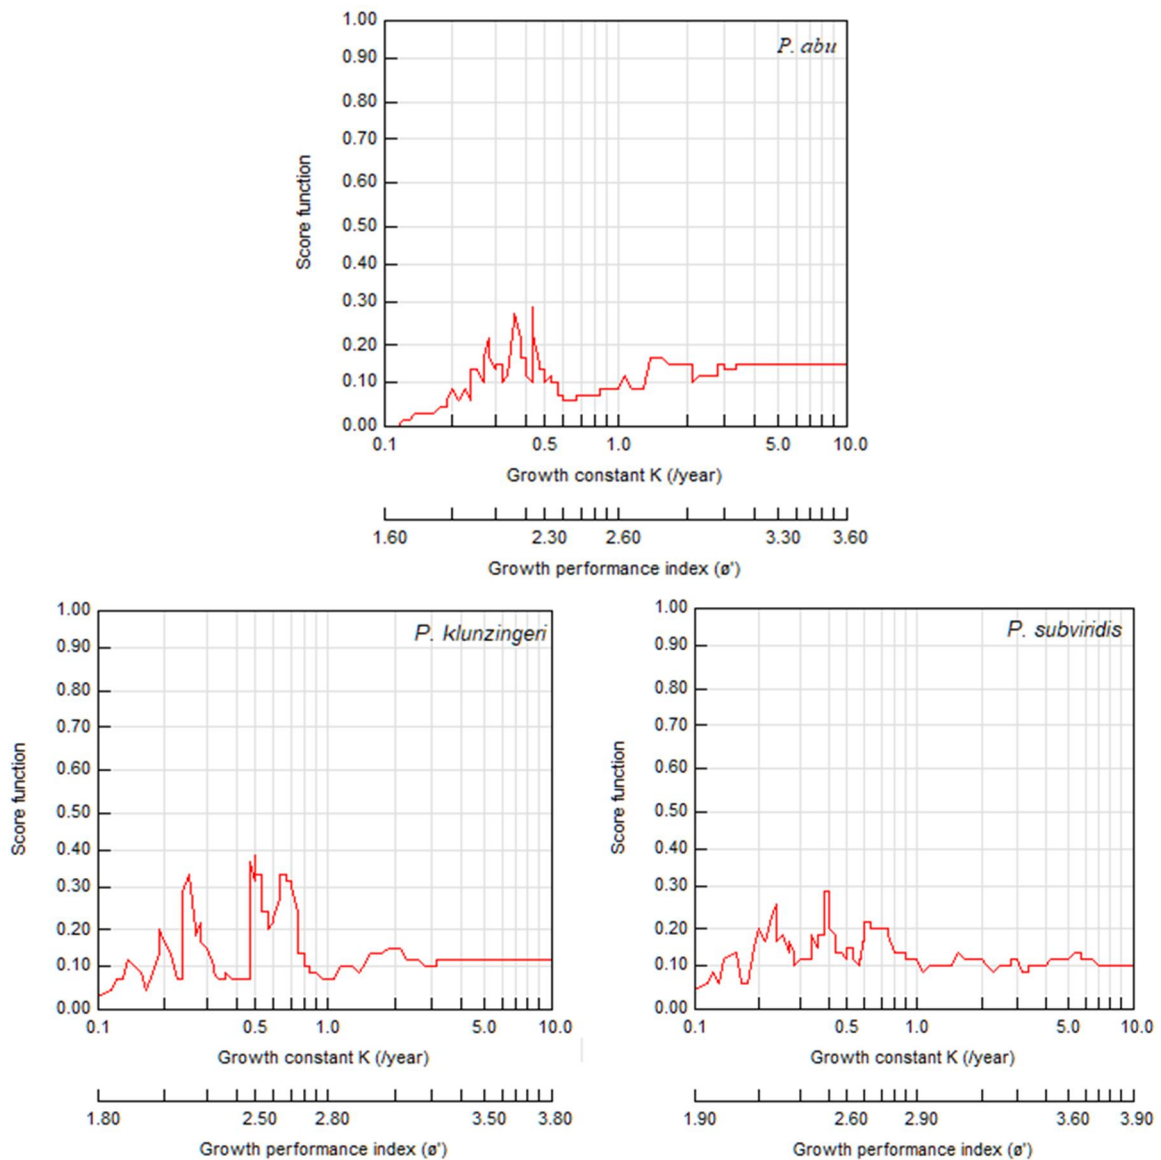 1.00
P. abu
0.90
0.80
0.70
0.60
0.50
0.40
0.30
0.20
0.10
0.00
Score function
0.1 0.5 1.0 5.0 10.0
Growth constant K (/year)
1.60 2.30 2.60 3.30 3.60
Growth performance index (ø')
1.00
P. klunzingeri
0.90
0.80
0.70
0.60
0.50
0.40
0.30
0.20
0.10
0.00
Score function
0.1 0.5 1.0 5.0 10.0
Growth constant K (/year)
1.80 2.50 2.80 3.50 3.80
Growth performance index (ø')
1.00
P. subviridis
0.90
0.80
0.70
0.60
0.50
0.40
0.30
0.20
0.10
0.00
Score function
0.1 0.5 1.0 5.0 10.0
Growth constant K (/year)
1.90 2.60 2.90 3.60 3.90
Growth performance index (ø')